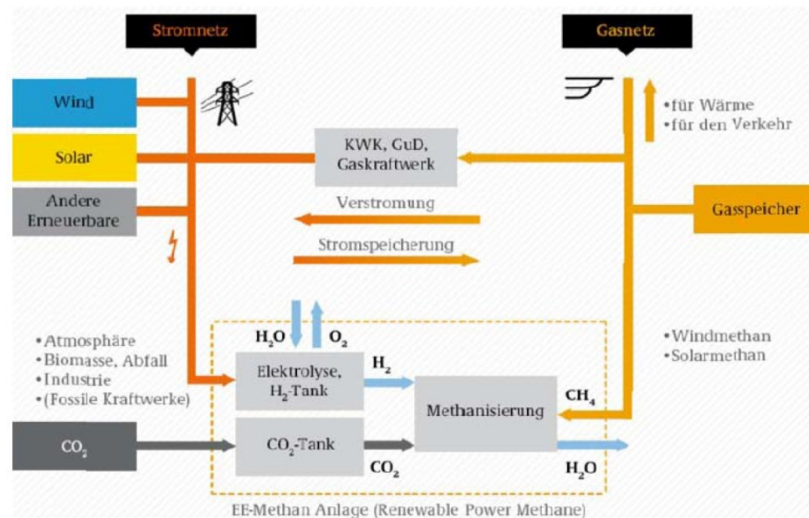 Stromnetz
Gasnetz
Wind
Solar
Andere
Erneuerbare
KWK, GuD,
Gaskraftwerk
•für Wärme
•für den Verkehr
Gasspeicher
Verstromung
Stromspeicherung
•Atmosphäre
•Biomasse, Abfall
•Industrie
•(Fossile Kraftwerke)
•Windmethan
•Solarmethan
H₂O
O₂
Elektrolyse,
H₂-Tank
H₂
Methanisierung
CH₄
CO₂
CO₂-Tank
CO₂
H₂O
EE-Methan Anlage (Renewable Power Methane)